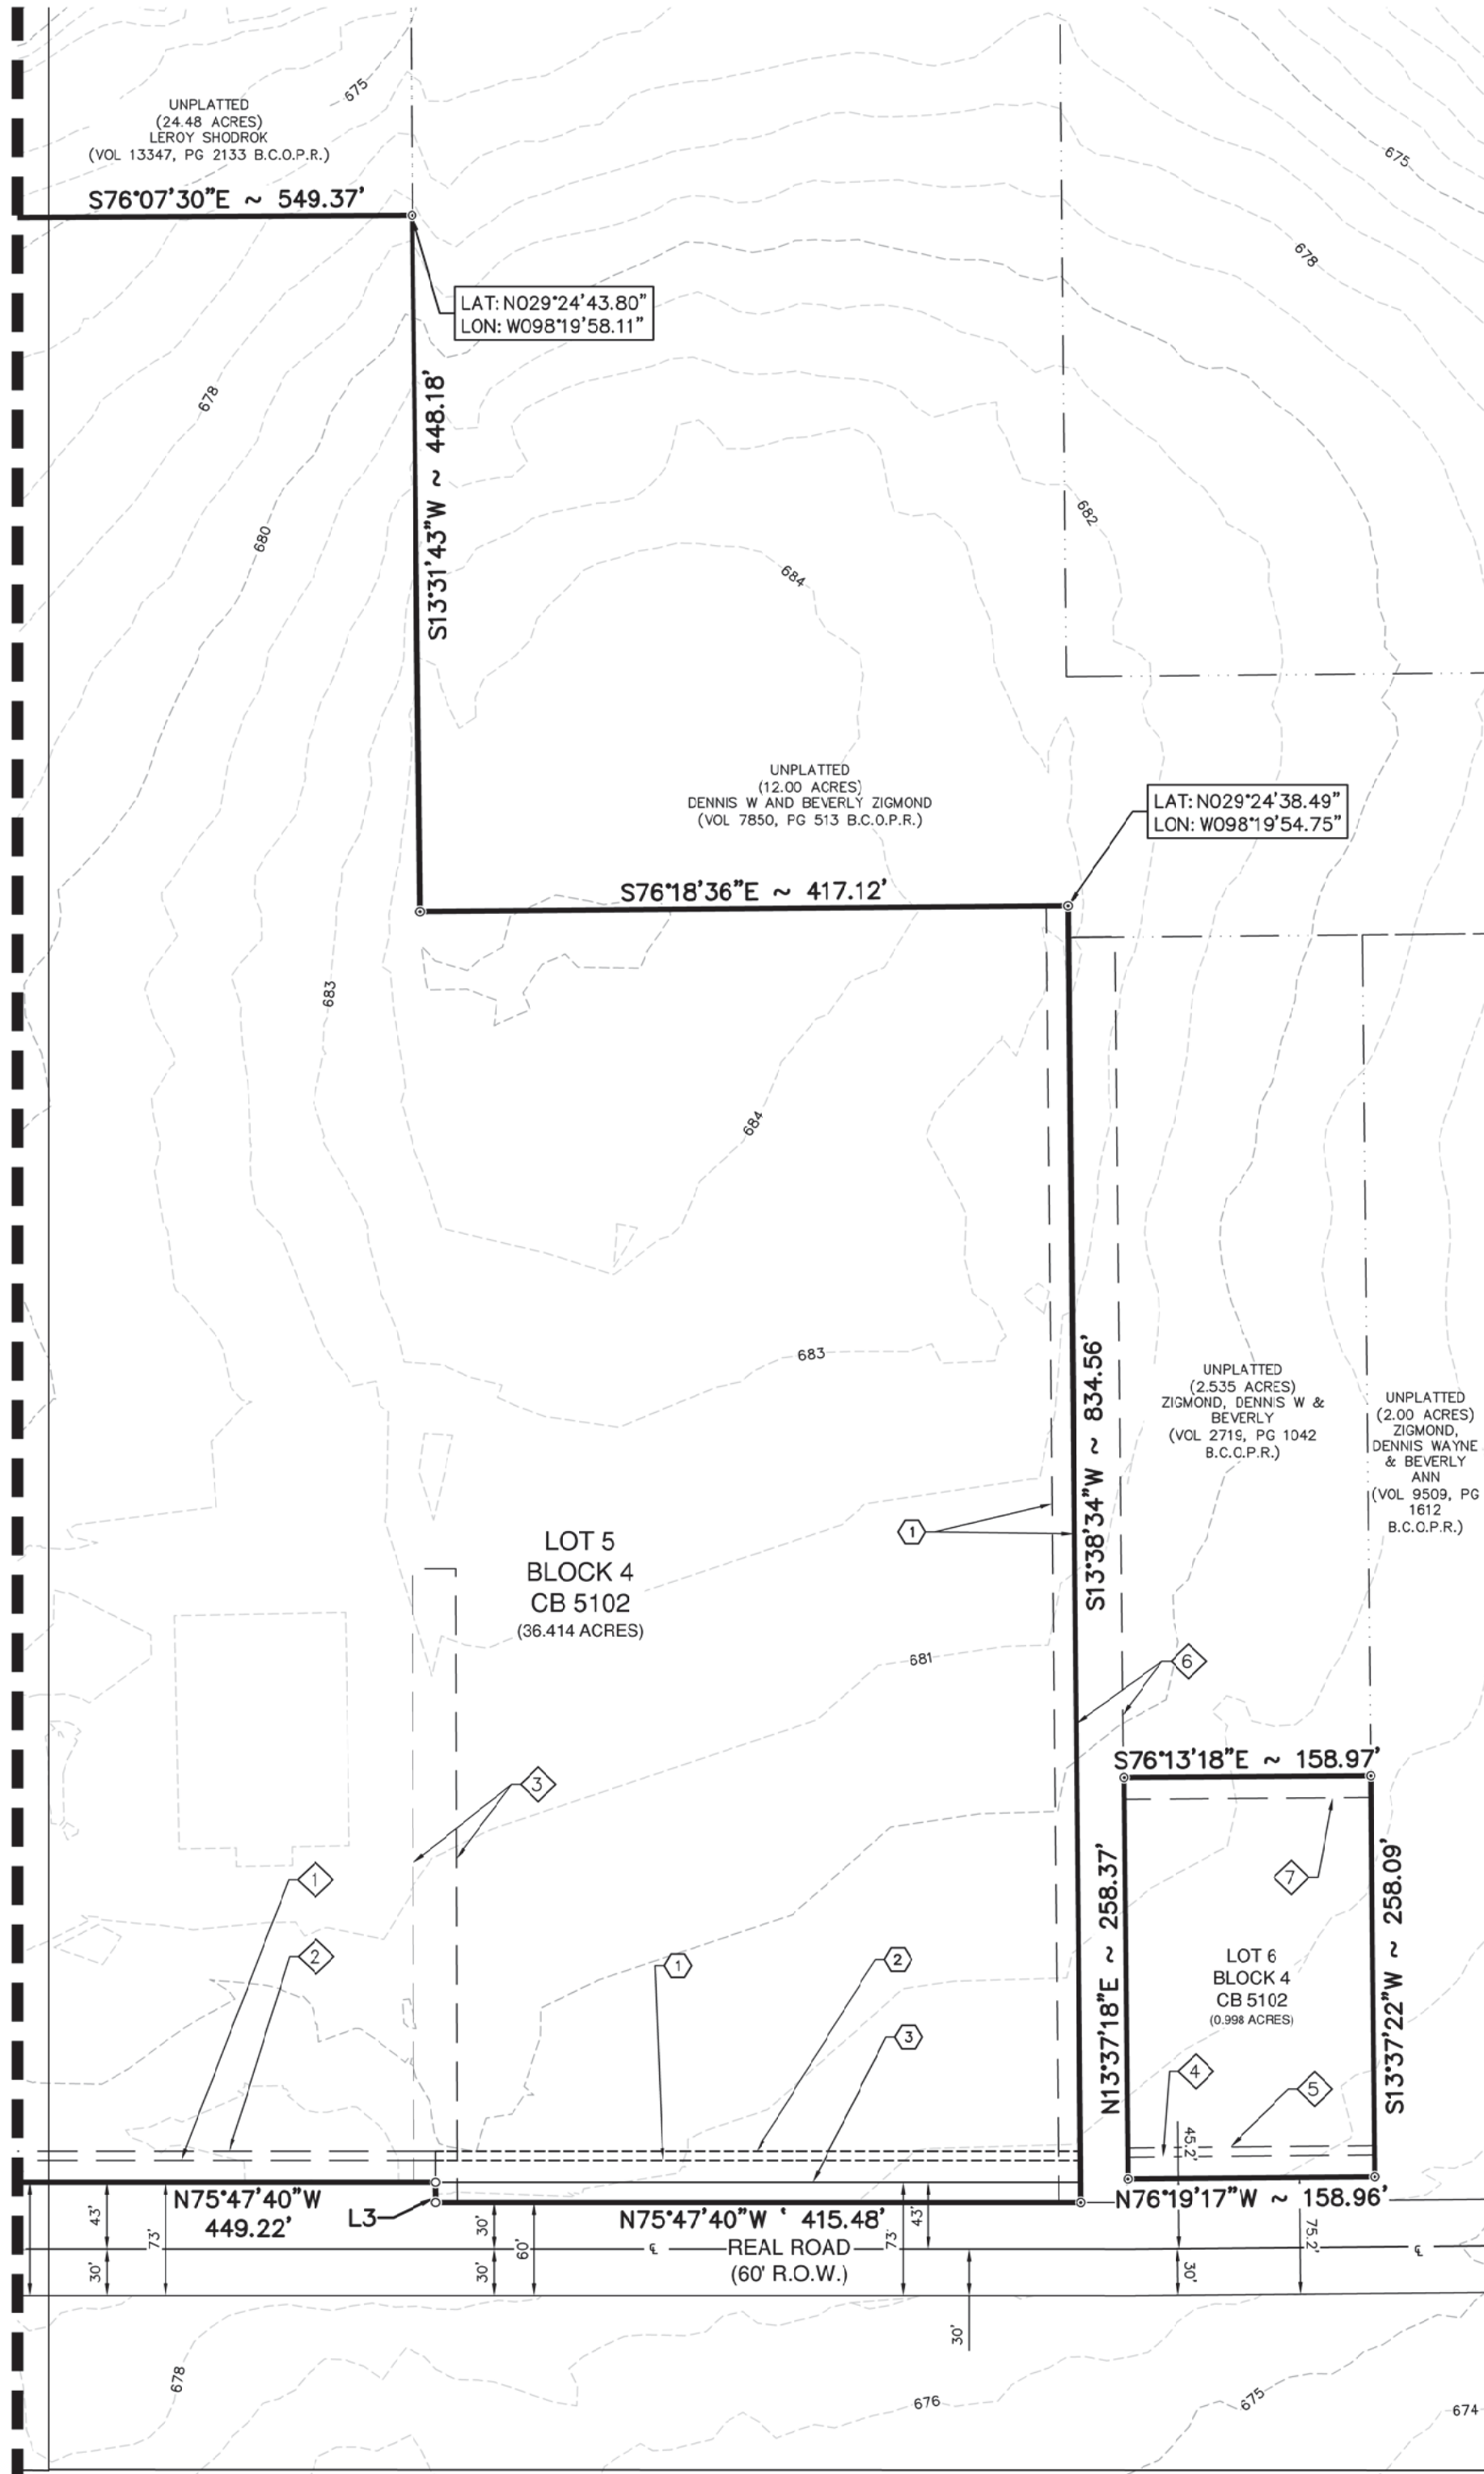 675
UNPLATTED
(24.48 ACRES)
LEROY SHODROK
(VOL 13347, PG 2133 B.C.O.P.R.)
675
S76°07'30"E ~ 549.37'
678
LAT: N029°24'43.80"
LON: W098°19'58.11"
678
S13°31'43"W ~ 448.18'
680
682
684
UNPLATTED
(12.00 ACRES)
DENNIS W AND BEVERLY ZIGMOND
(VOL 7850, PG 513 B.C.O.P.R.)
LAT: N029°24'38.49"
LON: W098°19'54.75"
S76°18'36"E ~ 417.12'
683
684
683
S13°38'34"W ~ 834.56'
UNPLATTED
(2.535 ACRES)
ZIGMOND, DENNIS W &
BEVERLY
(VOL 2719, PG 1042
B.C.O.P.R.)
UNPLATTED
(2.00 ACRES)
ZIGMOND,
DENNIS WAYNE
& BEVERLY
ANN
(VOL 9509, PG
1612
B.C.O.P.R.)
1
LOT 5
BLOCK 4
CB 5102
(36.414 ACRES)
681
6
S76°13'18"E ~ 158.97'
3
1
7
N13°37'18"E ~ 258.37'
S13°37'22"W ~ 258.09'
2
1
2
3
LOT 6
BLOCK 4
CB 5102
(0.998 ACRES)
4
5
45.2'
N75°47'40"W
449.22'
L3
N75°47'40"W ' 415.48'
N76°19'17"W ~ 158.96'
43'
73'
30'
30'
60'
30'
73'
43'
30'
75.2'
30'
℄
REAL ROAD
(60' R.O.W.)
℄
30'
678
676
675
674